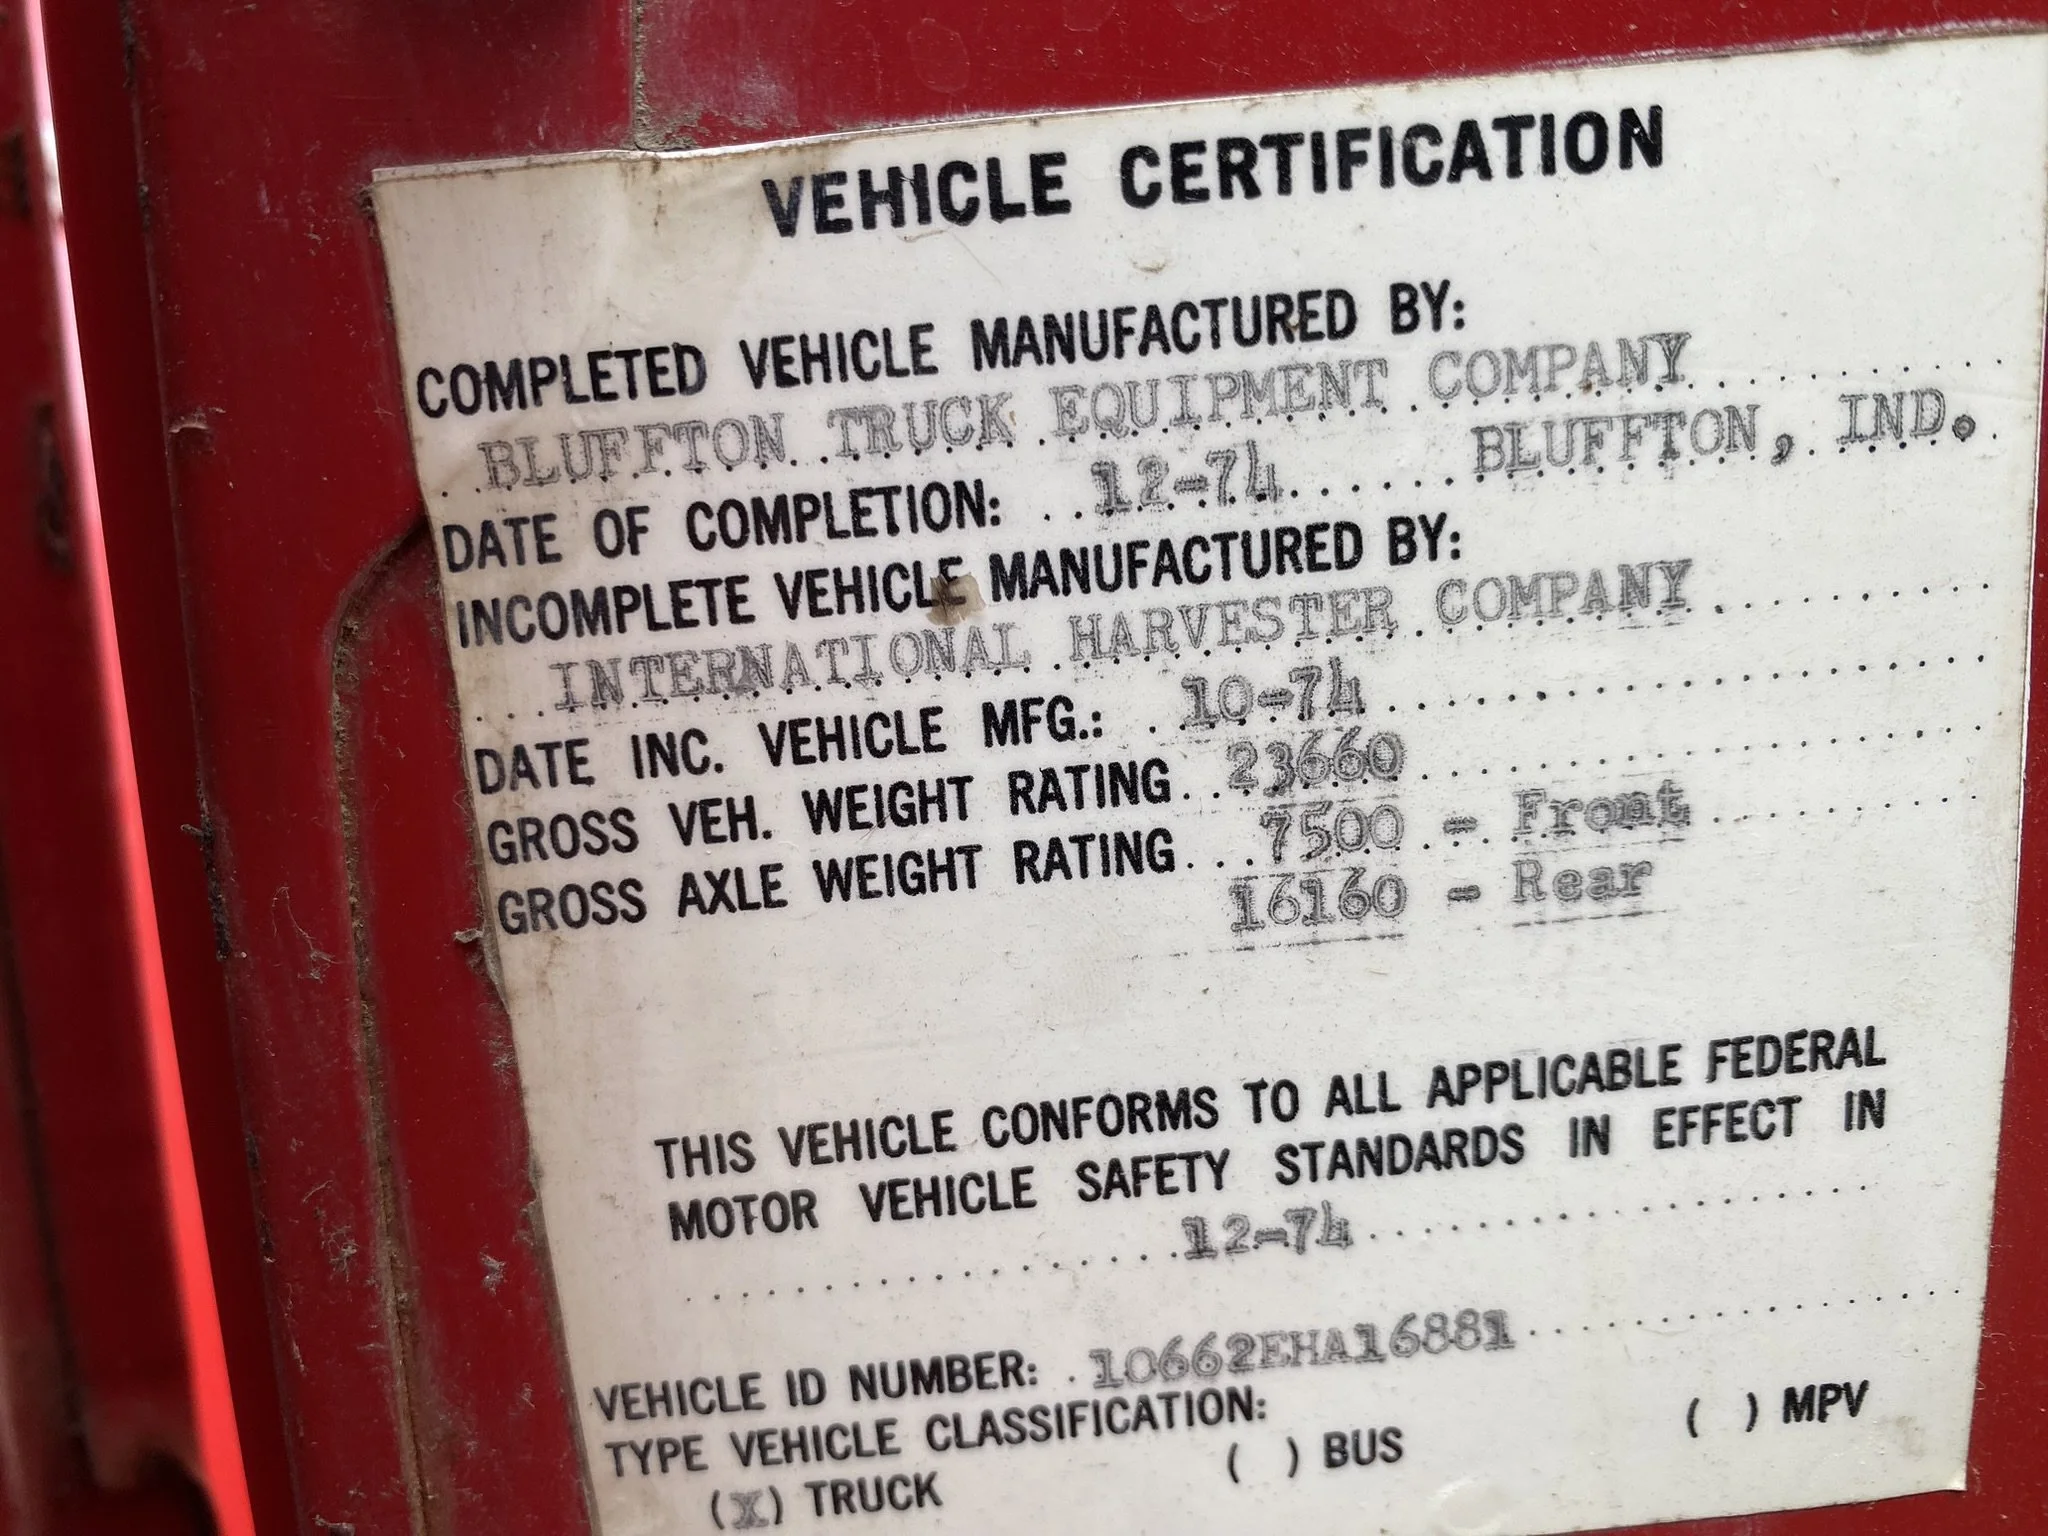 VEHICLE CERTIFICATION
COMPLETED VEHICLE MANUFACTURED BY:
BLUFFTON TRUCK EQUIPMENT COMPANY
DATE OF COMPLETION: 12-74 BLUFFTON, IND.
INCOMPLETE VEHICLE MANUFACTURED BY:
INTERNATIONAL HARVESTER COMPANY
DATE INC. VEHICLE MFG.: 10-74
GROSS VEH. WEIGHT RATING 23660
GROSS AXLE WEIGHT RATING 7500 - Front
16160 - Rear
THIS VEHICLE CONFORMS TO ALL APPLICABLE FEDERAL
MOTOR VEHICLE SAFETY STANDARDS IN EFFECT IN
12-74
VEHICLE ID NUMBER: 10662EHA16881
TYPE VEHICLE CLASSIFICATION:
(X) TRUCK ( ) BUS ( ) MPV